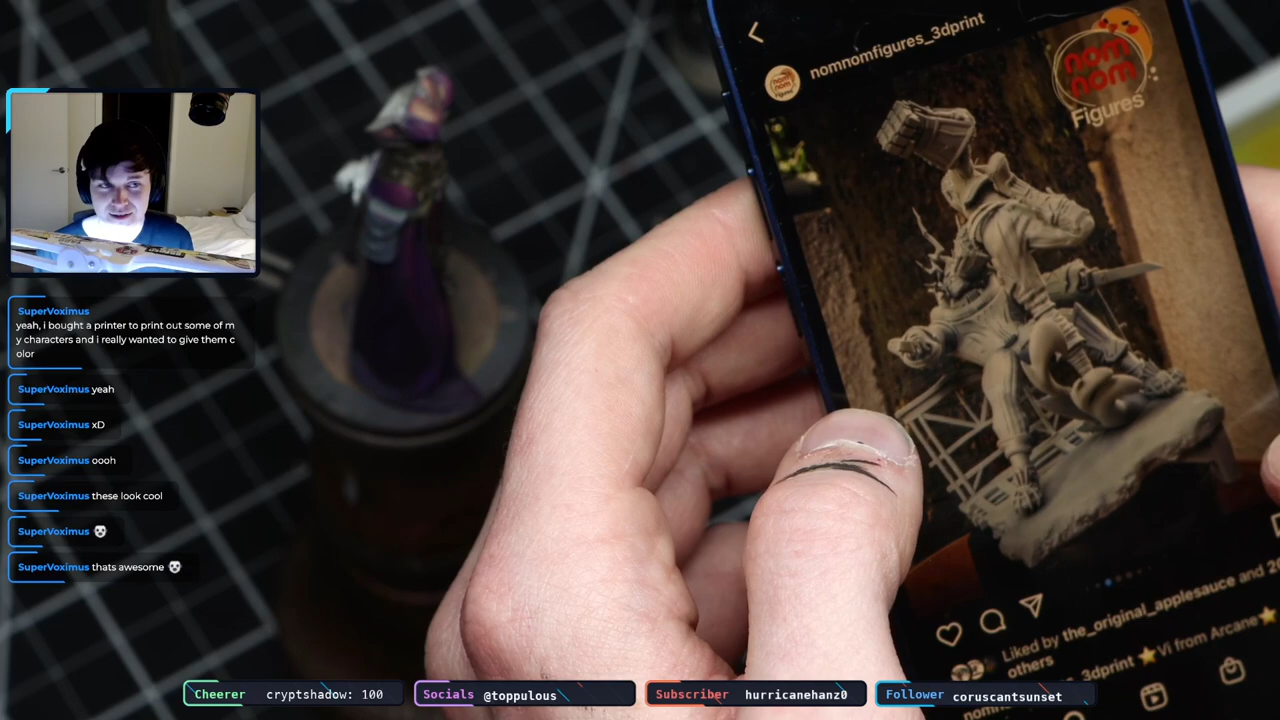 nomnomfigures_3dprint
nom
nom
Figures
SuperVoximus
yeah, i bought a printer to print out some of m
y characters and i really wanted to give them c
olor
SuperVoximus yeah
SuperVoximus xD
SuperVoximus oooh
SuperVoximus these look cool
SuperVoximus
SuperVoximus thats awesome
Liked by the_original_applesauce and
others
3dprint ⭐Vi from Arcane⭐
Cheerer cryptshadow: 100
Socials @toppulous
Subscriber hurricanehanz0
Follower coruscantsunset